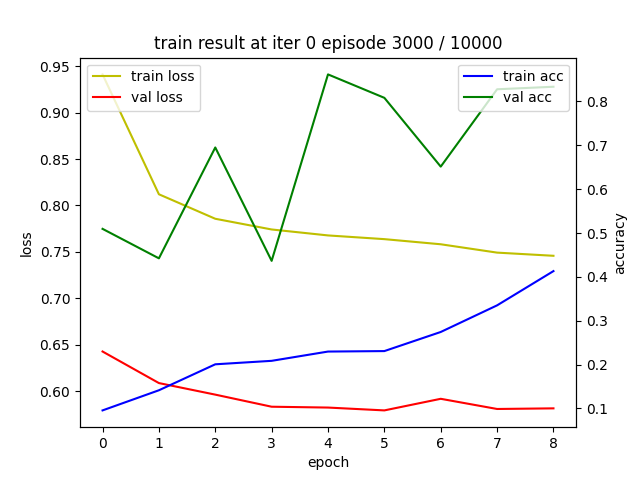 train result at iter 0 episode 3000 / 10000
train loss
val loss
train acc
val acc
0.95
0.90
0.85
0.80
0.75
0.70
0.65
0.60
loss
0.8
0.7
0.6
0.5
0.4
0.3
0.2
0.1
accuracy
0 1 2 3 4 5 6 7 8
epoch